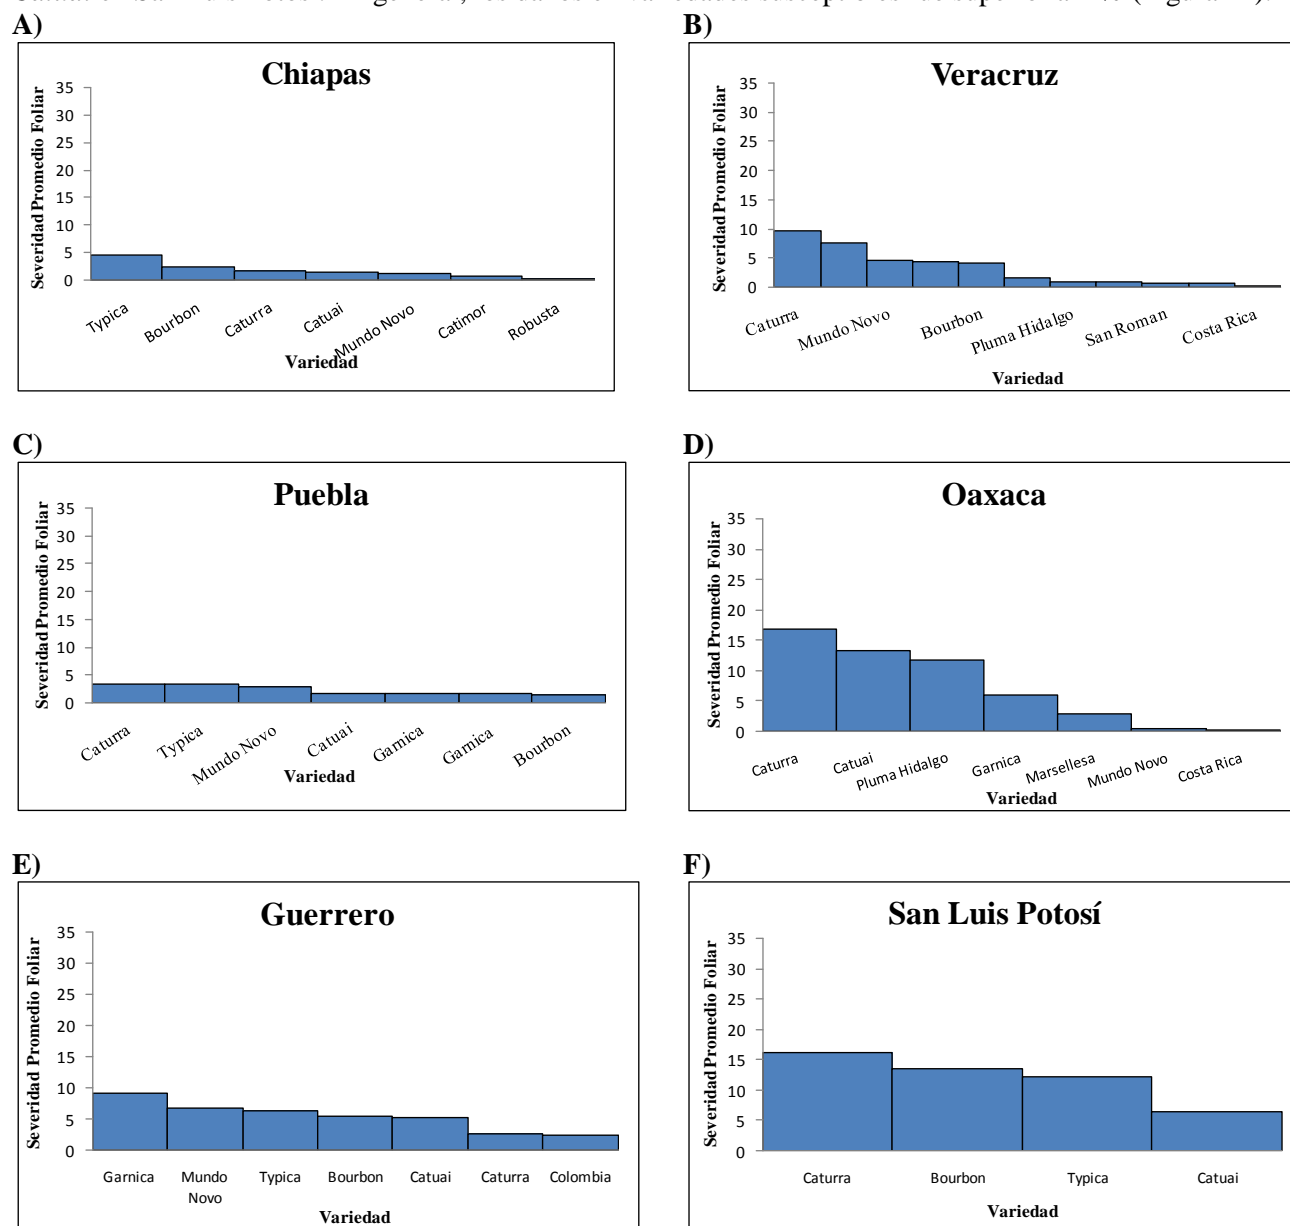 A)
B)
Chiapas
Severidad Promedio Foliar
35
30
25
20
15
10
5
0
Typica
Bourbon
Caturra
Catuai
Mundo Novo
Catimor
Robusta
Variedad
Veracruz
Severidad Promedio Foliar
35
30
25
20
15
10
5
0
Caturra
Mundo Novo
Bourbon
Pluma Hidalgo
San Roman
Costa Rica
Variedad
C)
D)
Puebla
Severidad Promedio Foliar
35
30
25
20
15
10
5
0
Caturra
Typica
Mundo Novo
Catuai
Garnica
Garnica
Bourbon
Variedad
Oaxaca
Severidad Promedio Foliar
35
30
25
20
15
10
5
0
Caturra
Catuai
Pluma Hidalgo
Garnica
Marsellesa
Mundo Novo
Costa Rica
Variedad
E)
F)
Guerrero
Severidad Promedio Foliar
35
30
25
20
15
10
5
0
Garnica
Mundo
Novo
Typica
Bourbon
Catuai
Caturra
Colombia
Variedad
San Luis Potosí
Severidad Promedio Foliar
35
30
25
20
15
10
5
0
Caturra
Bourbon
Typica
Catuai
Variedad